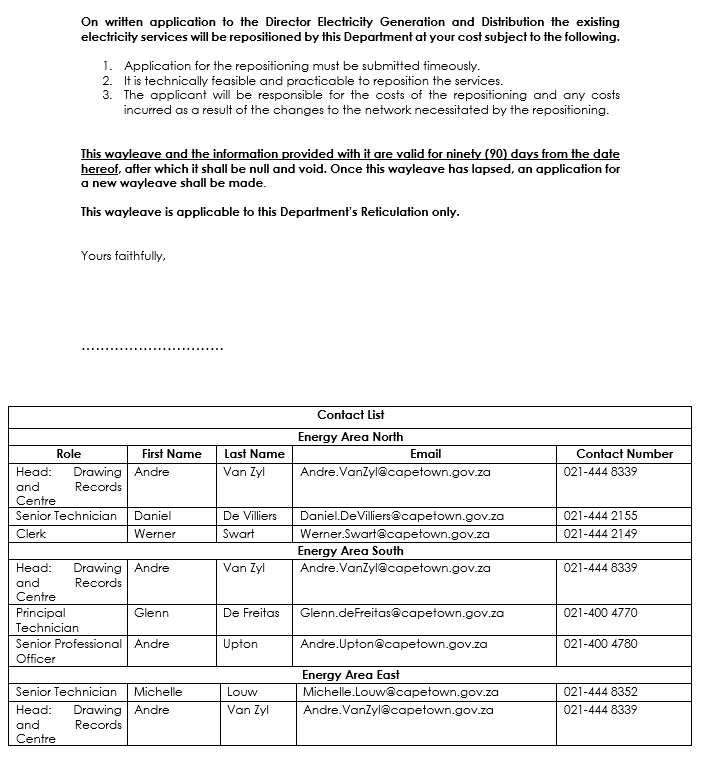 On written application to the Director Electricity Generation and Distribution the existing
electricity services will be repositioned by this Department at your cost subject to the following.
1. Application for the repositioning must be submitted timeously.
2. It is technically feasible and practicable to reposition the services.
3. The applicant will be responsible for the costs of the repositioning and any costs
incurred as a result of the changes to the network necessitated by the repositioning.
This wayleave and the information provided with it are valid for ninety (90) days from the date
hereof, after which it shall be null and void. Once this wayleave has lapsed, an application for
a new wayleave shall be made.
This wayleave is applicable to this Department's Reticulation only.
Yours faithfully,
..............................
Contact List
Energy Area North
Role First Name Last Name Email Contact Number
Head: Drawing Andre Van Zyl Andre.VanZyl@capetown.gov.za 021-444 8339
and Records
Centre
Senior Technician Daniel De Villiers Daniel.DeVilliers@capetown.gov.za 021-444 2155
Clerk Werner Swart Werner.Swart@capetown.gov.za 021-444 2149
Energy Area South
Head: Drawing Andre Van Zyl Andre.VanZyl@capetown.gov.za 021-444 8339
and Records
Centre
Principal Glenn De Freitas Glenn.deFreitas@capetown.gov.za 021-400 4770
Technician
Senior Professional Andre Upton Andre.Upton@capetown.gov.za 021-400 4780
Officer
Energy Area East
Senior Technician Michelle Louw Michelle.Louw@capetown.gov.za 021-444 8352
Head: Drawing Andre Van Zyl Andre.VanZyl@capetown.gov.za 021-444 8339
and Records
Centre